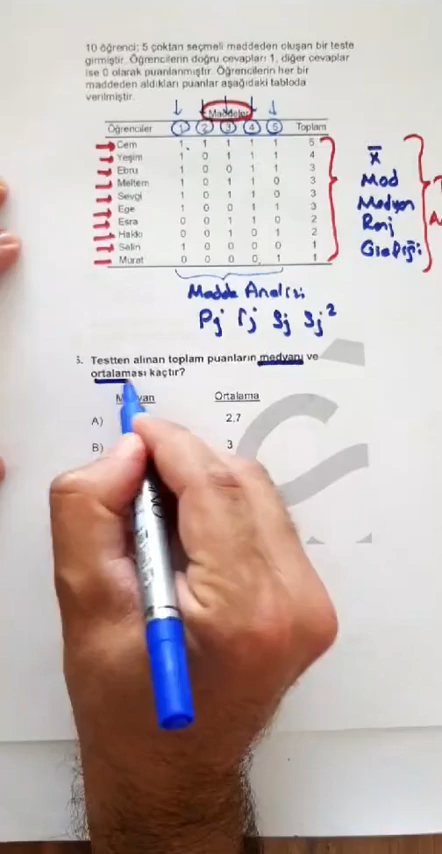 10 öğrenci; 5 çoktan seçmeli maddeden oluşan bir teste
girmiştir. Öğrencilerin doğru cevapları 1, diğer cevaplar
ise 0 olarak puanlanmıştır. Öğrencilerin her bir
maddeden aldıkları puanlar aşağıdaki tabloda
verilmiştir.
Maddeler
Öğrenciler 1 2 3 4 5 Toplam
Cem 1 1 1 1 1 5
Yeşim 1 0 1 1 1 4
Ebru 1 0 0 1 1 3
Meltem 1 0 1 1 0 3
Sevgi 1 0 1 1 0 3
Ege 1 0 0 1 1 3
Esra 0 0 1 1 0 2
Hakkı 0 0 1 0 1 2
Selin 1 0 0 0 0 1
Murat 0 0 0 0 1 1
x̄
Mod
Medyan
Ranj
Madde Analizi
Pj rj Sj Sj²
Testten alınan toplam puanların medyanı ve
ortalaması kaçtır?
Ortalama
A) 2,7
B) 3